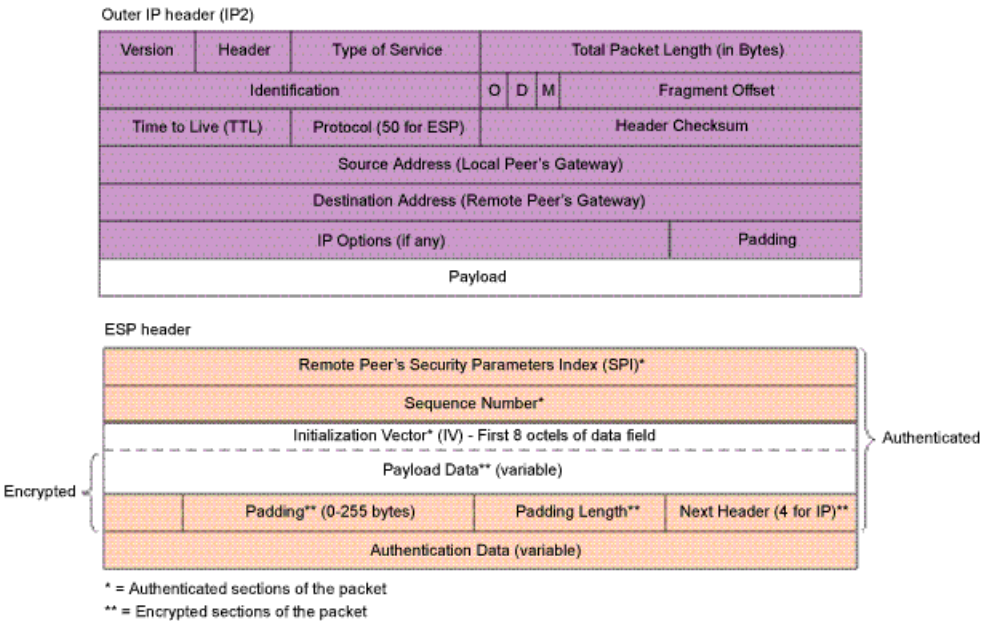 Outer IP header (IP2)
Version Header Type of Service Total Packet Length (in Bytes)
Identification O D M Fragment Offset
Time to Live (TTL) Protocol (50 for ESP) Header Checksum
Source Address (Local Peer's Gateway)
Destination Address (Remote Peer's Gateway)
IP Options (if any) Padding
Payload
ESP header
Remote Peer's Security Parameters Index (SPI)*
Sequence Number*
Initialization Vector* (IV) - First 8 octels of data field
Authenticated
Payload Data** (variable)
Encrypted
Padding** (0-255 bytes) Padding Length** Next Header (4 for IP)**
Authentication Data (variable)
* = Authenticated sections of the packet
** = Encrypted sections of the packet